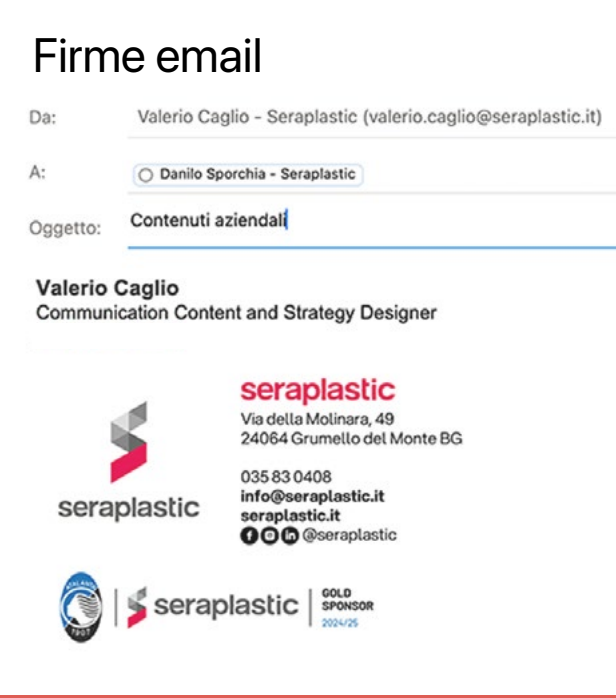 Firme email
Da: Valerio Caglio - Seraplastic (valerio.caglio@seraplastic.it)
A: Danilo Sporchia - Seraplastic
Oggetto: Contenuti aziendali
Valerio Caglio
Communication Content and Strategy Designer
seraplastic
seraplastic
Via della Molinara, 49
24064 Grumello del Monte BG
035 83 0408
info@seraplastic.it
seraplastic.it
@seraplastic
ATALANTA
1907
seraplastic
GOLD
SPONSOR
2024/25